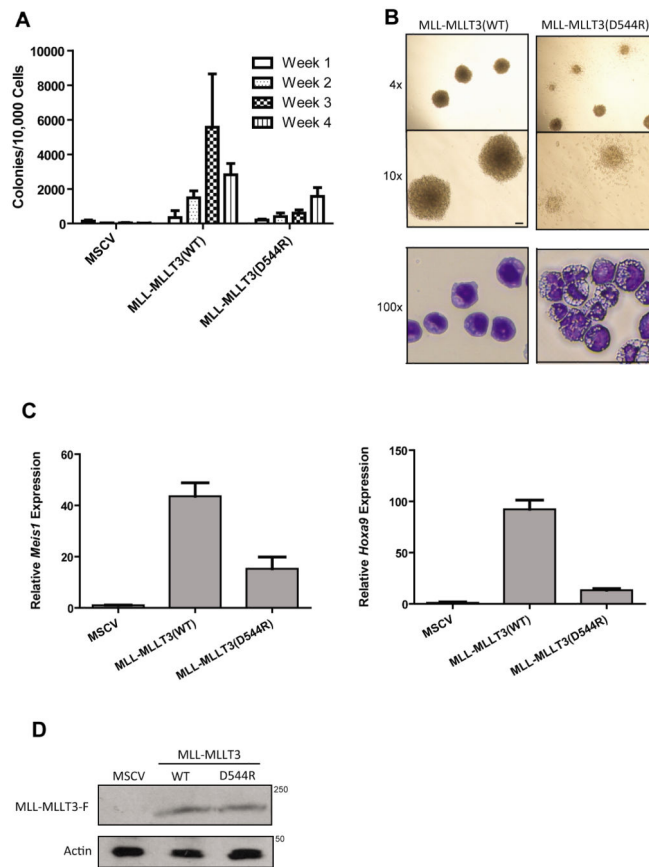 A
Colonies/10,000 Cells
10000
8000
6000
4000
2000
0
Week 1
Week 2
Week 3
Week 4
MSCV
MLL-MLLT3(WT)
MLL-MLLT3(D544R)
B
MLL-MLLT3(WT) MLL-MLLT3(D544R)
4x
10x
100x
C
Relative Meis1 Expression
60
40
20
0
MSCV
MLL-MLLT3(WT)
MLL-MLLT3(D544R)
Relative Hoxa9 Expression
150
100
50
0
MSCV
MLL-MLLT3(WT)
MLL-MLLT3(D544R)
D
MLL-MLLT3
MSCV WT D544R
250
MLL-MLLT3-F
50
Actin